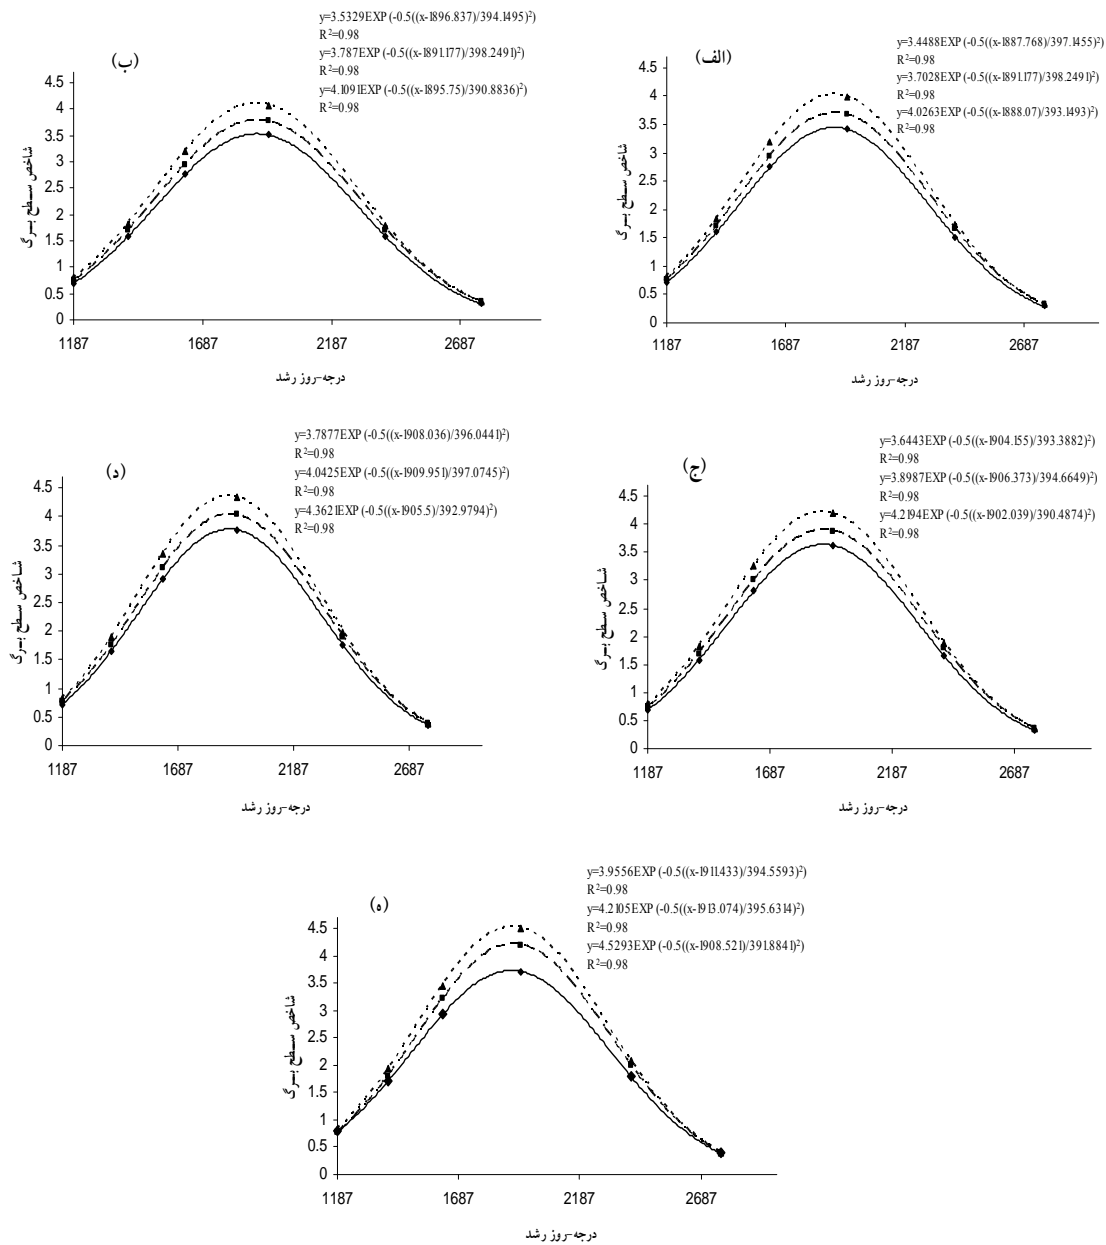 (الف)
y=3.4488EXP (-0.5((x-1887.768)/397.1455)²)
R²=0.98
y=3.7028EXP (-0.5((x-1891.177)/398.2491)²)
R²=0.98
y=4.0263EXP (-0.5((x-1888.07)/393.1493)²)
R²=0.98
شاخص سطح برگ
4.5
4
3.5
3
2.5
2
1.5
1
0.5
0
1187 1687 2187 2687
درجه-روز رشد
(ب)
y=3.5329EXP (-0.5((x-1896.837)/394.1495)²)
R²=0.98
y=3.787EXP (-0.5((x-1891.177)/398.2491)²)
R²=0.98
y=4.1091EXP (-0.5((x-1895.75)/390.8836)²)
R²=0.98
شاخص سطح برگ
4.5
4
3.5
3
2.5
2
1.5
1
0.5
0
1187 1687 2187 2687
درجه-روز رشد
(ج)
y=3.6443EXP (-0.5((x-1904.155)/393.3882)²)
R²=0.98
y=3.8987EXP (-0.5((x-1906.373)/394.6649)²)
R²=0.98
y=4.2194EXP (-0.5((x-1902.039)/390.4874)²)
R²=0.98
شاخص سطح برگ
4.5
4
3.5
3
2.5
2
1.5
1
0.5
0
1187 1687 2187 2687
درجه-روز رشد
(د)
y=3.7877EXP (-0.5((x-1908.036)/396.0441)²)
R²=0.98
y=4.0425EXP (-0.5((x-1909.951)/397.0745)²)
R²=0.98
y=4.3621EXP (-0.5((x-1905.5)/392.9794)²)
R²=0.98
شاخص سطح برگ
4.5
4
3.5
3
2.5
2
1.5
1
0.5
0
1187 1687 2187 2687
درجه-روز رشد
(ه)
y=3.9556EXP (-0.5((x-1911.433)/394.5593)²)
R²=0.98
y=4.2105EXP (-0.5((x-1913.074)/395.6314)²)
R²=0.98
y=4.5293EXP (-0.5((x-1908.521)/391.8841)²)
R²=0.98
شاخص سطح برگ
4.5
4
3.5
3
2.5
2
1.5
1
0.5
0
1187 1687 2187 2687
درجه-روز رشد